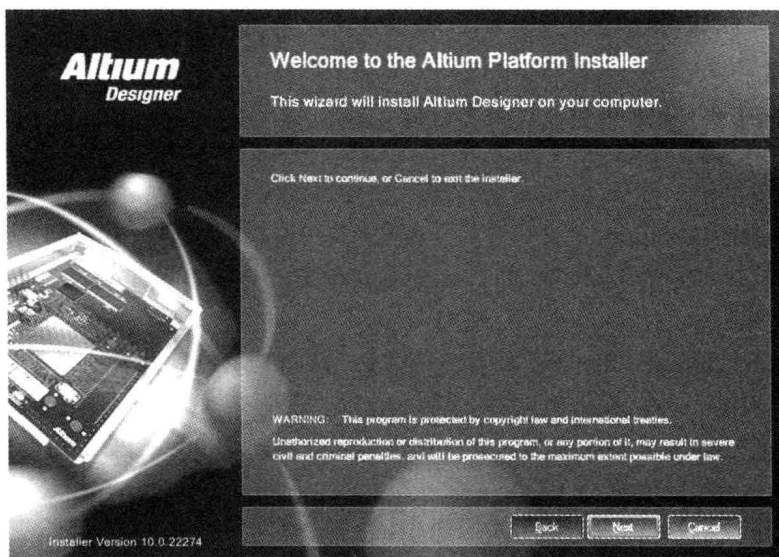 Altium
Designer
Welcome to the Altium Platform Installer
This wizard will install Altium Designer on your computer.
Click Next to continue, or Cancel to exit the installer.
WARNING: This program is protected by copyright law and international treaties.
Unathorized reproduction or distribution of this program, or any portion of it, may result in severe
civil and criminal penalties, and will be prosecuted to the maximum extent possible under law.
Installer Version 10.0.22274
Back Next Cancel